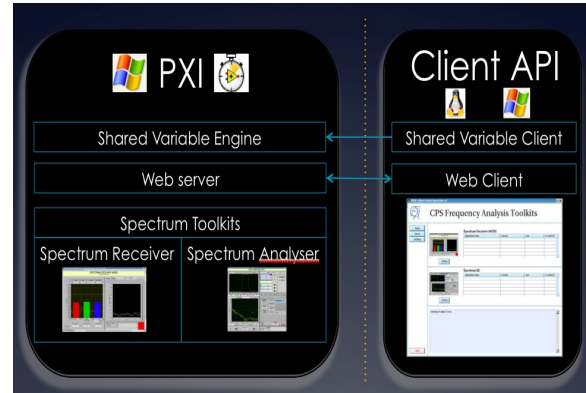 PXI
Shared Variable Engine
Web server
Spectrum Toolkits
Spectrum Receiver
Spectrum Analyser
Client API
Shared Variable Client
Web Client
CPS Frequency Analysis Toolkits